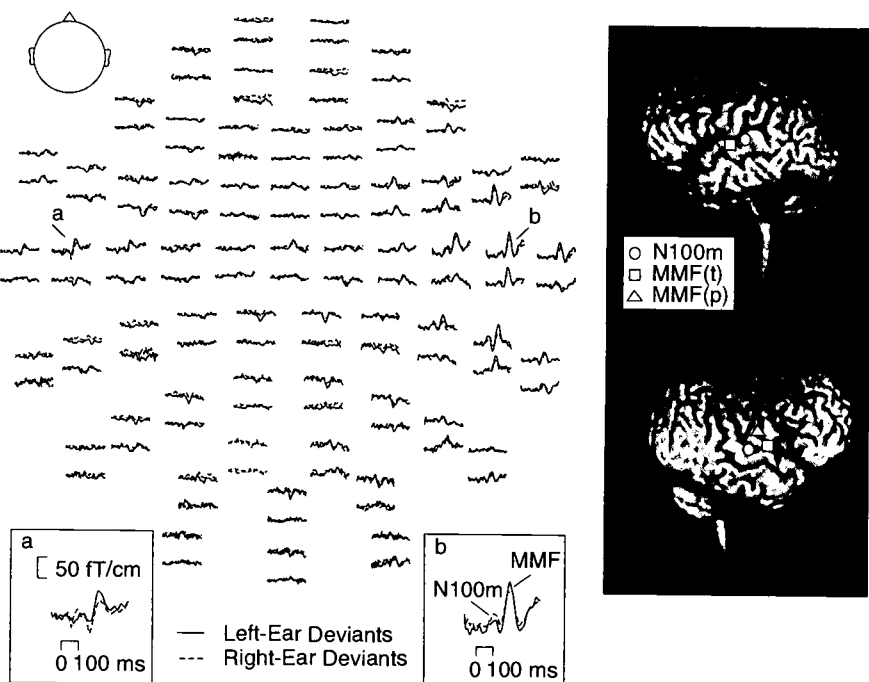 a
b
N100m
MMF(t)
MMF(p)
a
50 fT/cm
0 100 ms
Left-Ear Deviants
Right-Ear Deviants
b
MMF
N100m
0 100 ms